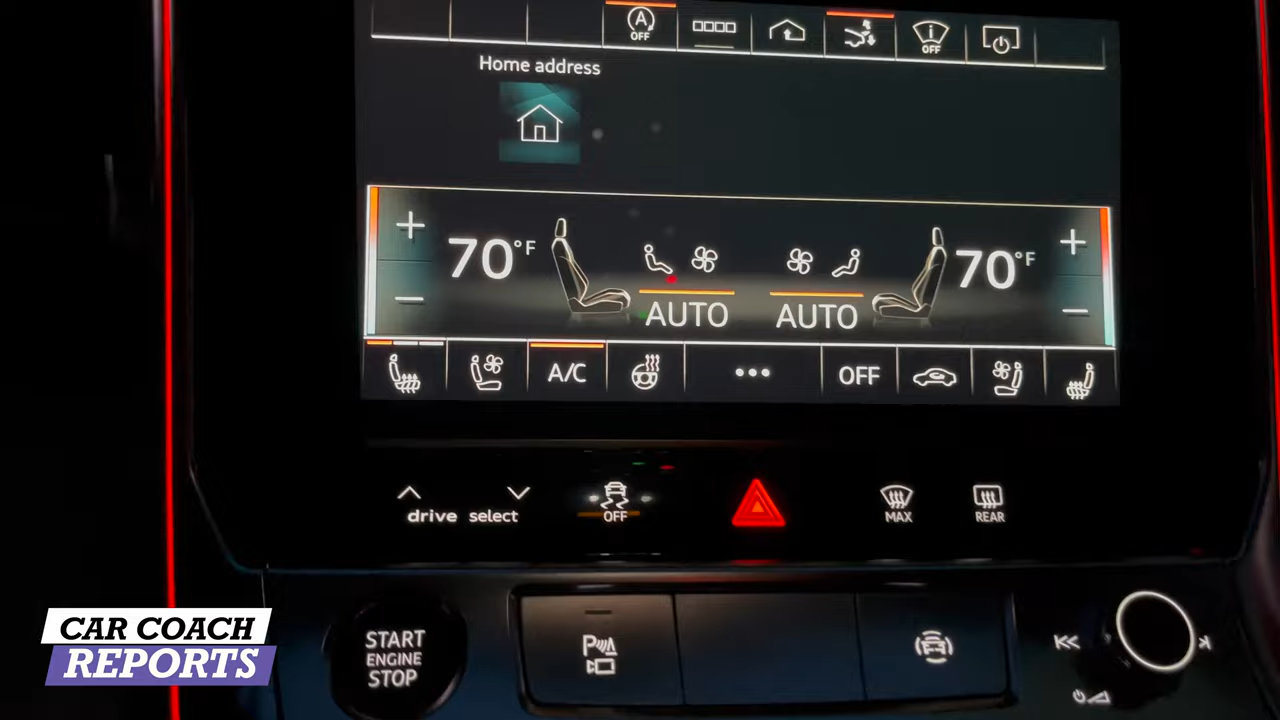 A
OFF
i
OFF
Home address
70°F
70°F
AUTO
AUTO
A/C
•••
OFF
drive select
OFF
MAX
REAR
START
ENGINE
STOP
P
CAR COACH
REPORTS